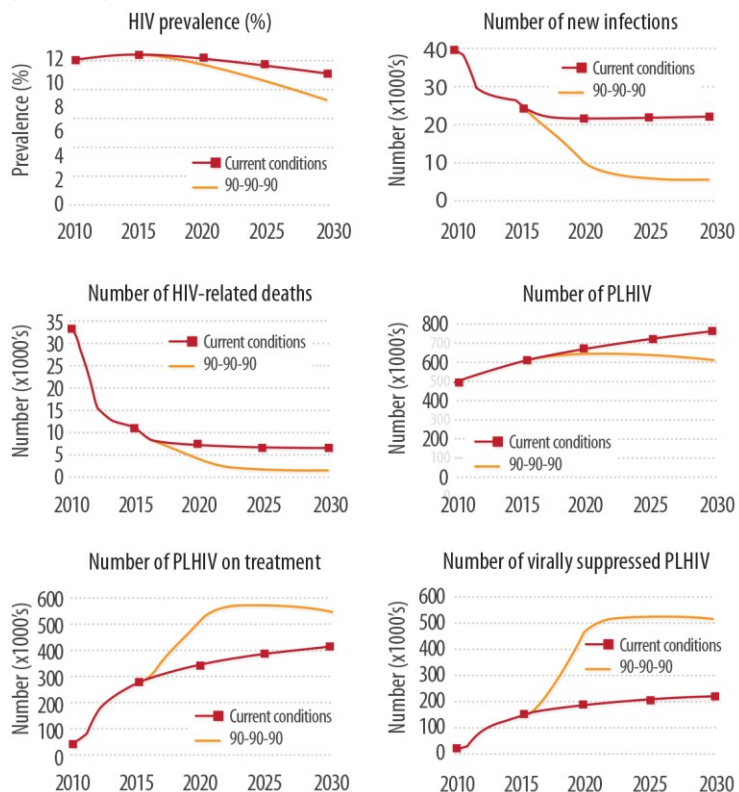 HIV prevalence (%)
Prevalence (%)
12
10
8
6
4
2
0
Current conditions
90-90-90
2010 2015 2020 2025 2030
Number of new infections
Number (x1000's)
40
30
20
10
0
Current conditions
90-90-90
2010 2015 2020 2025 2030
Number of HIV-related deaths
Number (x1000's)
35
35
25
20
15
10
5
0
Current conditions
90-90-90
2010 2015 2020 2025 2030
Number of PLHIV
Number (x1000's)
800
700
600
500
400
300
200
100
0
0
Current conditions
90-90-90
2010 2015 2020 2025 2030
Number of PLHIV on treatment
Number (x1000's)
600
500
400
300
200
100
0
Current conditions
90-90-90
2010 2015 2020 2025 2030
Number of virally suppressed PLHIV
Number (x1000's)
600
500
400
300
200
100
0
Current conditions
90-90-90
2010 2015 2020 2025 2030